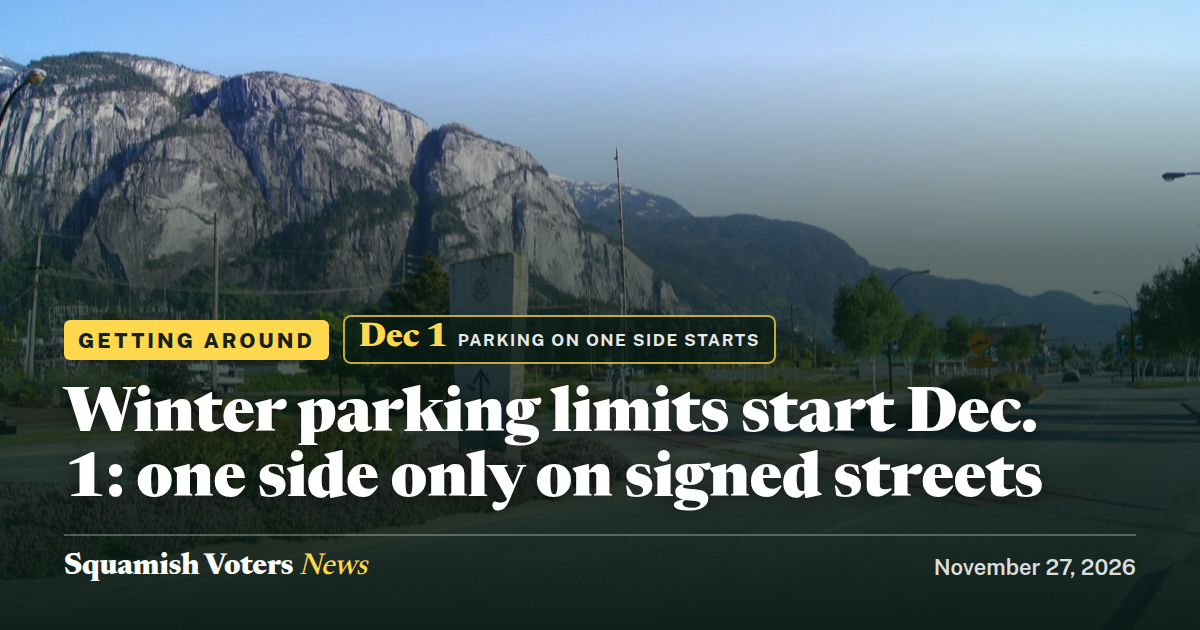 GETTING AROUND
Dec 1 PARKING ON ONE SIDE STARTS
Winter parking limits start Dec.
1: one side only on signed streets
Squamish Voters News
November 27, 2026